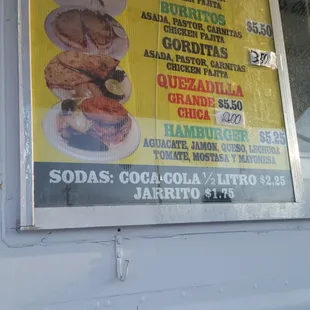 BURRITOS
ASADA, PASTOR, CARNITAS
CHICKEN FAJITA
$5.50
GORDITAS
ASADA, PASTOR, CARNITAS
CHICKEN FAJITA
QUEZADILLA
GRANDE $5.50
CHICA
HAMBURGER $5.25
AGUACATE, JAMON, QUESO, LECHUGA
TOMATE, MOSTASA Y MAYONESA
SODAS: COCA-COLA ½ LITRO $2.25
JARRITO $1.75